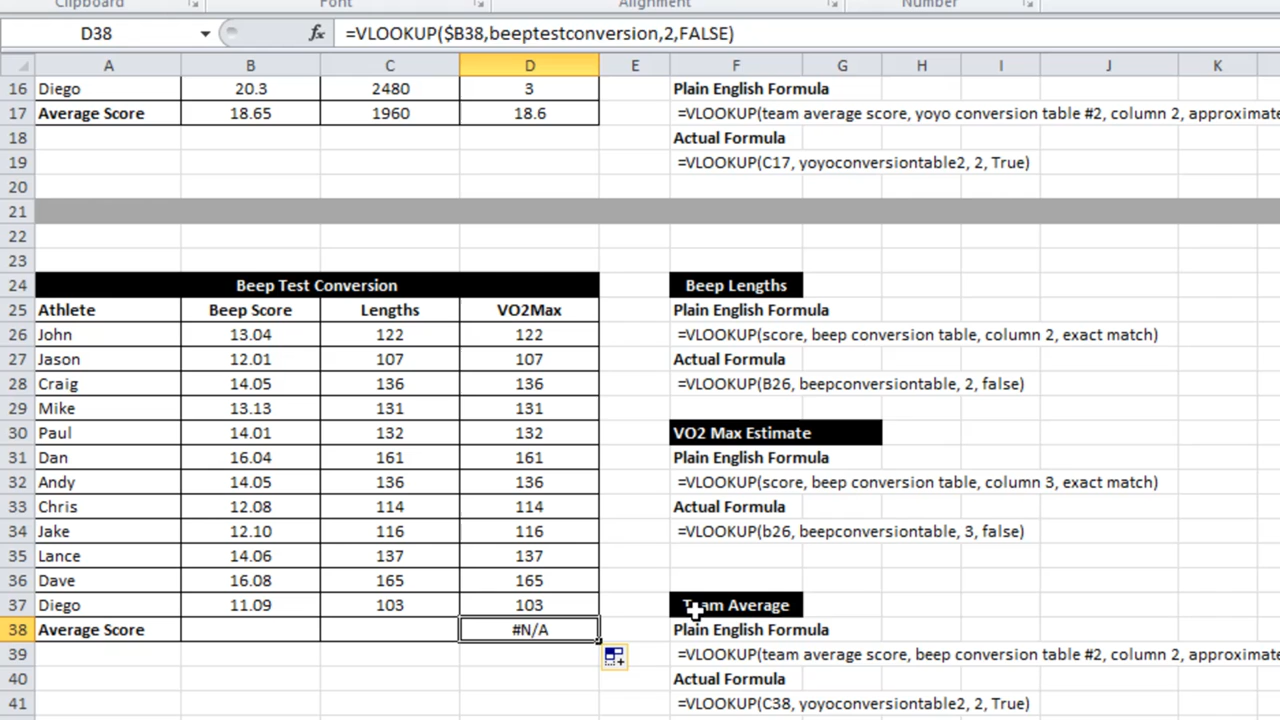 Clipboard Font Alignment Number
D38 fx =VLOOKUP($B38,beeptestconversion,2,FALSE)
A B C D E F G H I J K
16 Diego 20.3 2480 3 Plain English Formula
17 Average Score 18.65 1960 18.6 =VLOOKUP(team average score, yoyo conversion table #2, column 2, approximate
18 Actual Formula
19 =VLOOKUP(C17, yoyoconversiontable2, 2, True)
20
21
22
23
24 Beep Test Conversion Beep Lengths
25 Athlete Beep Score Lengths VO2Max Plain English Formula
26 John 13.04 122 122 =VLOOKUP(score, beep conversion table, column 2, exact match)
27 Jason 12.01 107 107 Actual Formula
28 Craig 14.05 136 136 =VLOOKUP(B26, beepconversiontable, 2, false)
29 Mike 13.13 131 131
30 Paul 14.01 132 132 VO2 Max Estimate
31 Dan 16.04 161 161 Plain English Formula
32 Andy 14.05 136 136 =VLOOKUP(score, beep conversion table, column 3, exact match)
33 Chris 12.08 114 114 Actual Formula
34 Jake 12.10 116 116 =VLOOKUP(b26, beepconversiontable, 3, false)
35 Lance 14.06 137 137
36 Dave 16.08 165 165
37 Diego 11.09 103 103 Team Average
38 Average Score #N/A Plain English Formula
39 =VLOOKUP(team average score, beep conversion table #2, column 2, approximate
40 Actual Formula
41 =VLOOKUP(C38, yoyoconversiontable2, 2, True)